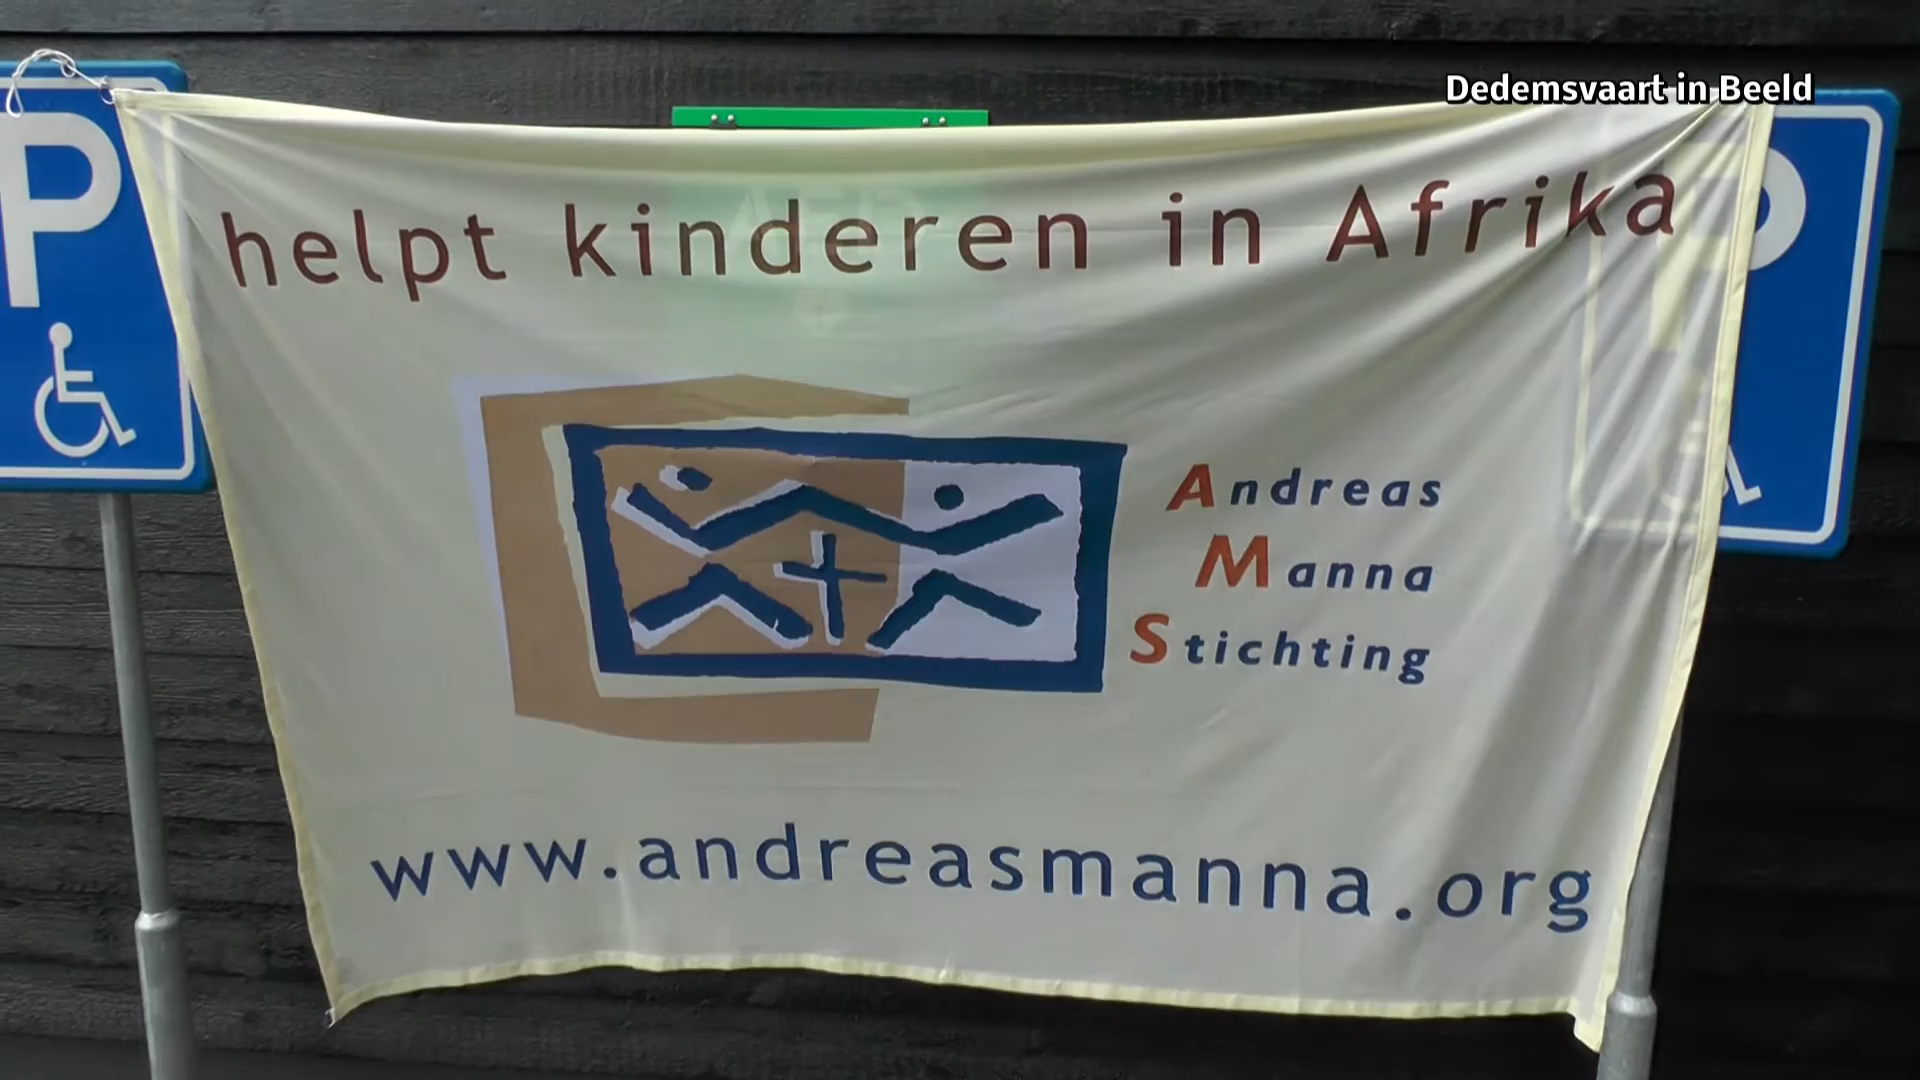 Dedemsvaart in Beeld
P
helpt kinderen in Afrika
Andreas
Manna
Stichting
www.andreasmanna.org